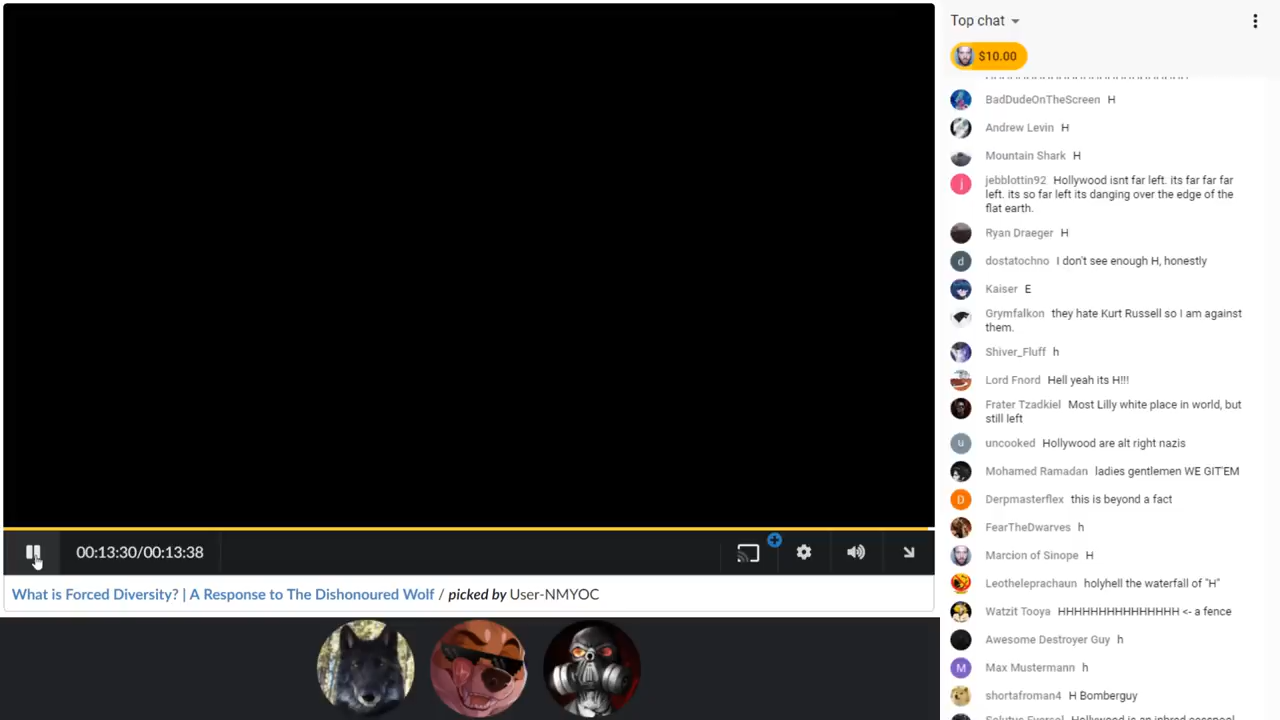 Top chat
$10.00
BadDudeOnTheScreen H
Andrew Levin H
Mountain Shark H
j
jebblottin92 Hollywood isnt far left. its far far far
left. its so far left its danging over the edge of the
flat earth.
Ryan Draeger H
d
dostatochno I don't see enough H, honestly
Kaiser E
Grymfalkon they hate Kurt Russell so I am against
them.
Shiver_Fluff h
Lord Fnord Hell yeah its H!!!
Frater Tzadkiel Most Lilly white place in world, but
still left
u
uncooked Hollywood are alt right nazis
Mohamed Ramadan ladies gentlemen WE GIT'EM
D
Derpmasterflex this is beyond a fact
FearTheDwarves h
Marcion of Sinope H
Leotheleprachaun holyhell the waterfall of "H"
Watzit Tooya HHHHHHHHHHHHHHH <- a fence
Awesome Destroyer Guy h
M
Max Mustermann h
shortafroman4 H Bomberguy
00:13:30/00:13:38
What is Forced Diversity? | A Response to The Dishonoured Wolf / picked by User-NMYOC